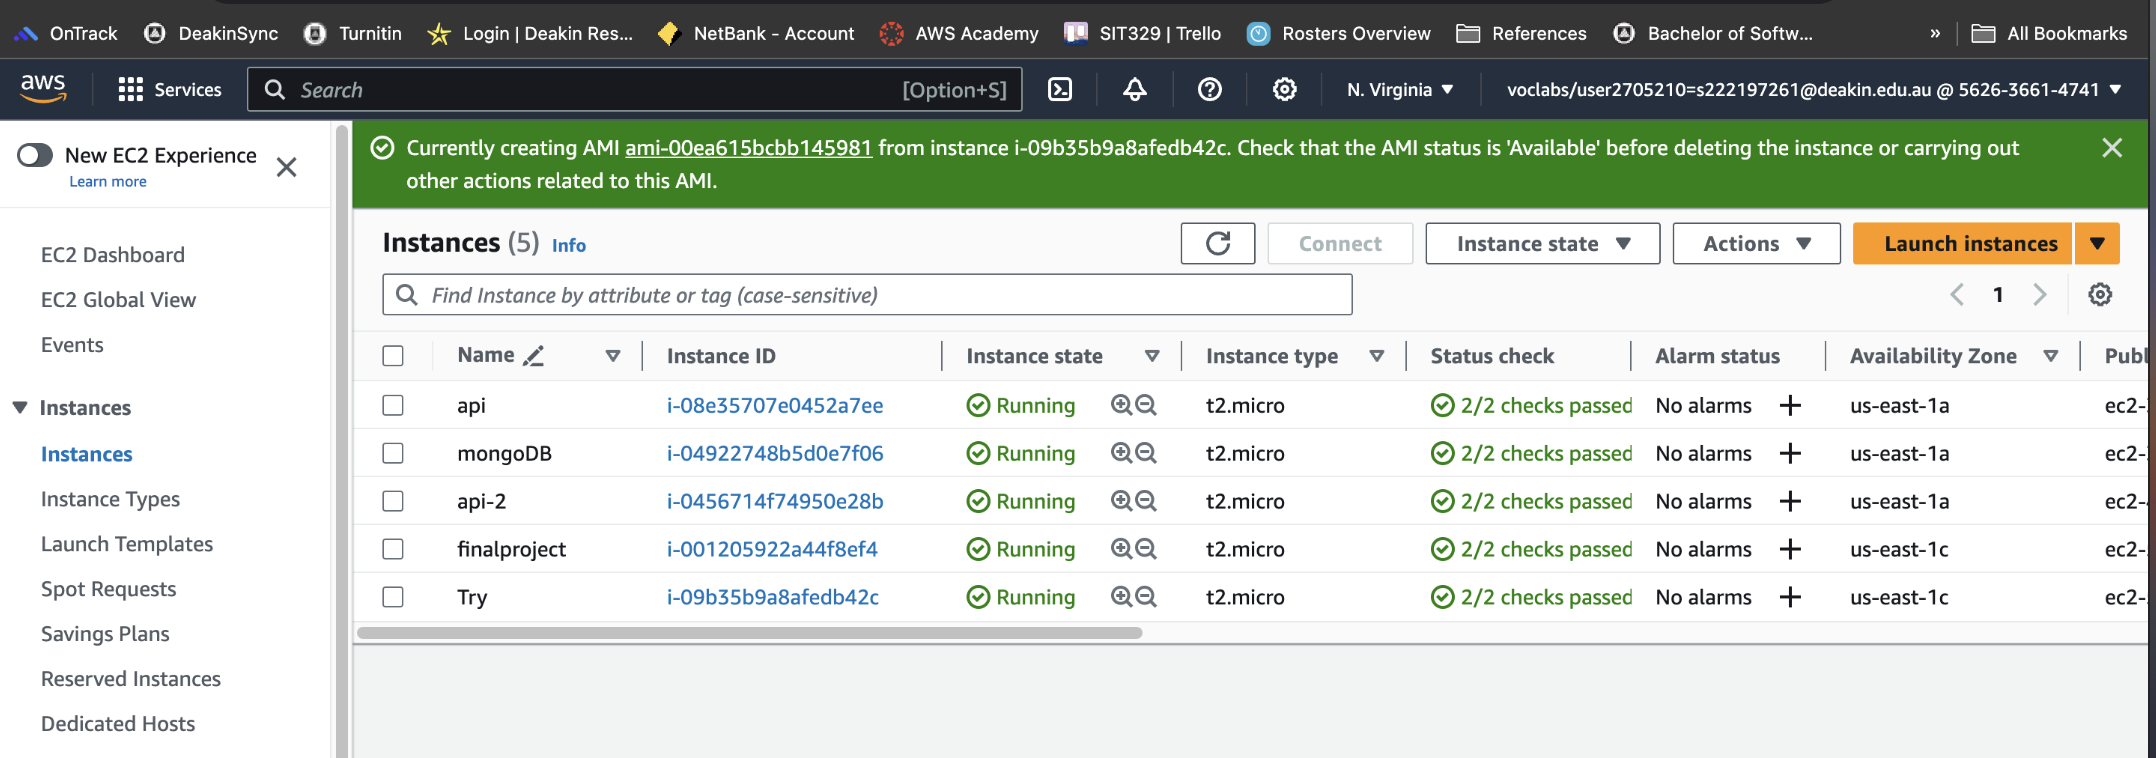 OnTrack DeakinSync Turnitin Login | Deakin Res... NetBank - Account AWS Academy SIT329 | Trello Rosters Overview References Bachelor of Softw... » All Bookmarks
aws Services Search [Option+S] N. Virginia ▼ voclabs/user2705210=s222197261@deakin.edu.au @ 5626-3661-4741 ▼
New EC2 Experience
Learn more
EC2 Dashboard
EC2 Global View
Events
Instances
Instances
Instance Types
Launch Templates
Spot Requests
Savings Plans
Reserved Instances
Dedicated Hosts
Currently creating AMI ami-00ea615bcbb145981 from instance i-09b35b9a8afedb42c. Check that the AMI status is 'Available' before deleting the instance or carrying out
other actions related to this AMI.
Instances (5) Info Connect Instance state Actions Launch instances
Find Instance by attribute or tag (case-sensitive) 1
Name Instance ID Instance state Instance type Status check Alarm status Availability Zone Publ
api i-08e35707e0452a7ee Running t2.micro 2/2 checks passed No alarms + us-east-1a ec2-
mongoDB i-04922748b5d0e7f06 Running t2.micro 2/2 checks passed No alarms + us-east-1a ec2-
api-2 i-0456714f74950e28b Running t2.micro 2/2 checks passed No alarms + us-east-1a ec2-
finalproject i-001205922a44f8ef4 Running t2.micro 2/2 checks passed No alarms + us-east-1c ec2-
Try i-09b35b9a8afedb42c Running t2.micro 2/2 checks passed No alarms + us-east-1c ec2-